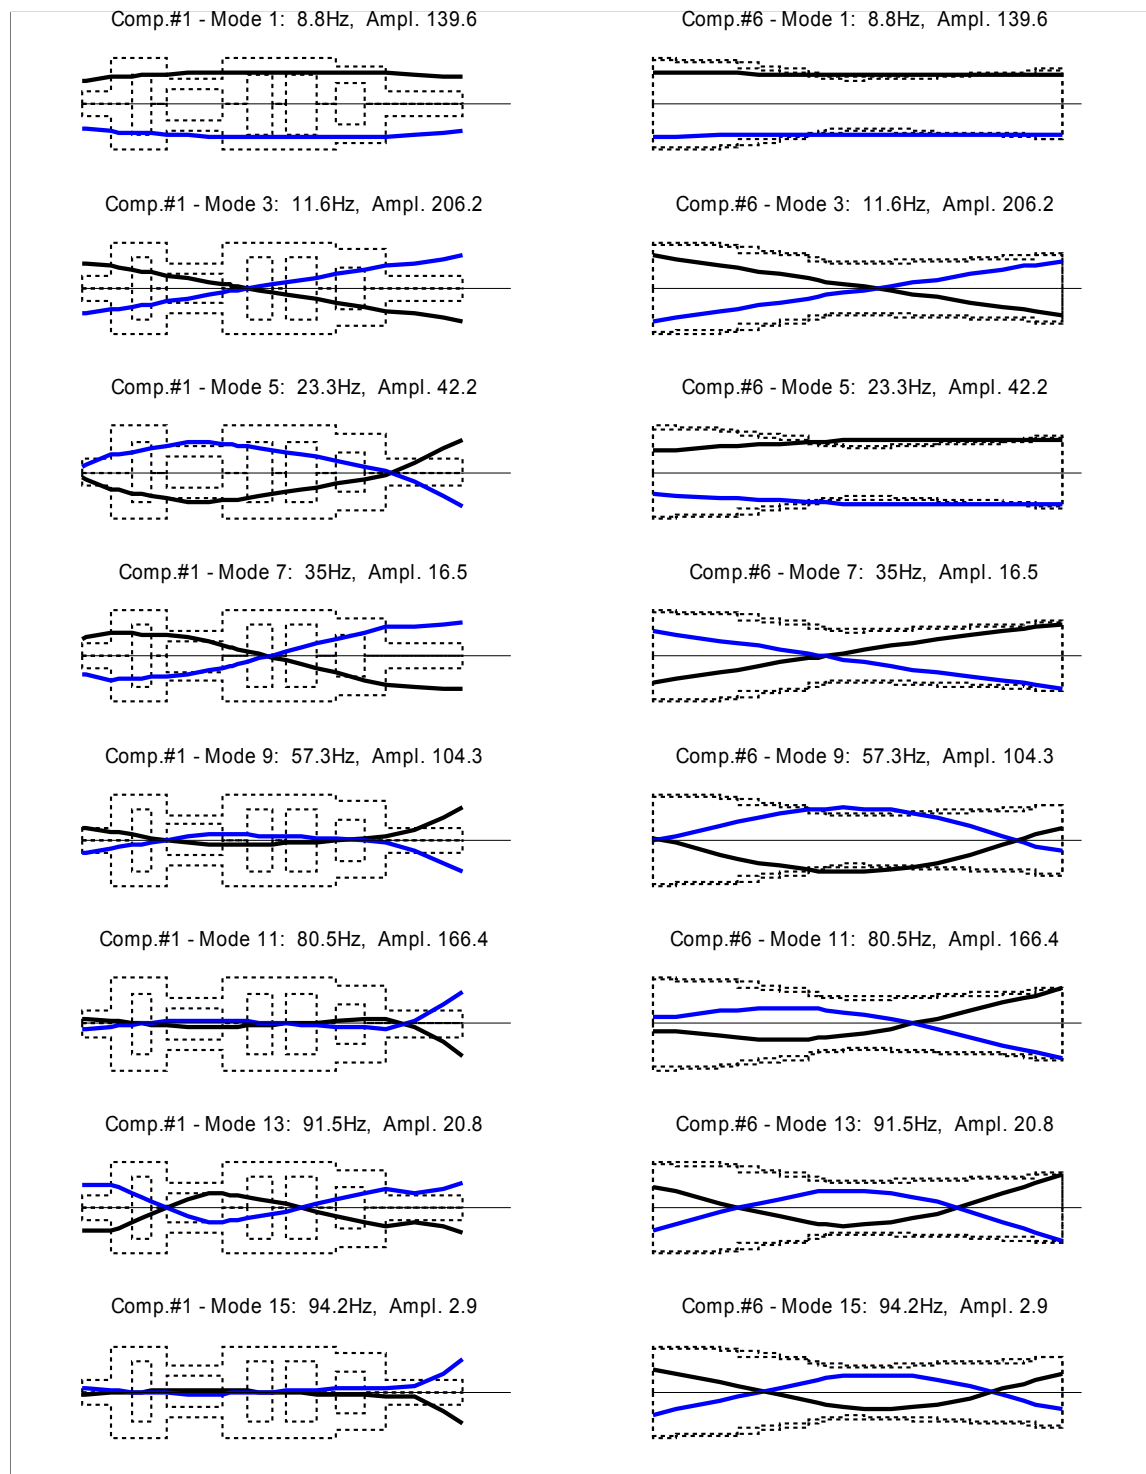 Comp.#1 - Mode 1:  8.8Hz,  Ampl. 139.6
Comp.#6 - Mode 1:  8.8Hz,  Ampl. 139.6
Comp.#1 - Mode 3:  11.6Hz,  Ampl. 206.2
Comp.#6 - Mode 3:  11.6Hz,  Ampl. 206.2
Comp.#1 - Mode 5:  23.3Hz,  Ampl. 42.2
Comp.#6 - Mode 5:  23.3Hz,  Ampl. 42.2
Comp.#1 - Mode 7:  35Hz,  Ampl. 16.5
Comp.#6 - Mode 7:  35Hz,  Ampl. 16.5
Comp.#1 - Mode 9:  57.3Hz,  Ampl. 104.3
Comp.#6 - Mode 9:  57.3Hz,  Ampl. 104.3
Comp.#1 - Mode 11:  80.5Hz,  Ampl. 166.4
Comp.#6 - Mode 11:  80.5Hz,  Ampl. 166.4
Comp.#1 - Mode 13:  91.5Hz,  Ampl. 20.8
Comp.#6 - Mode 13:  91.5Hz,  Ampl. 20.8
Comp.#1 - Mode 15:  94.2Hz,  Ampl. 2.9
Comp.#6 - Mode 15:  94.2Hz,  Ampl. 2.9